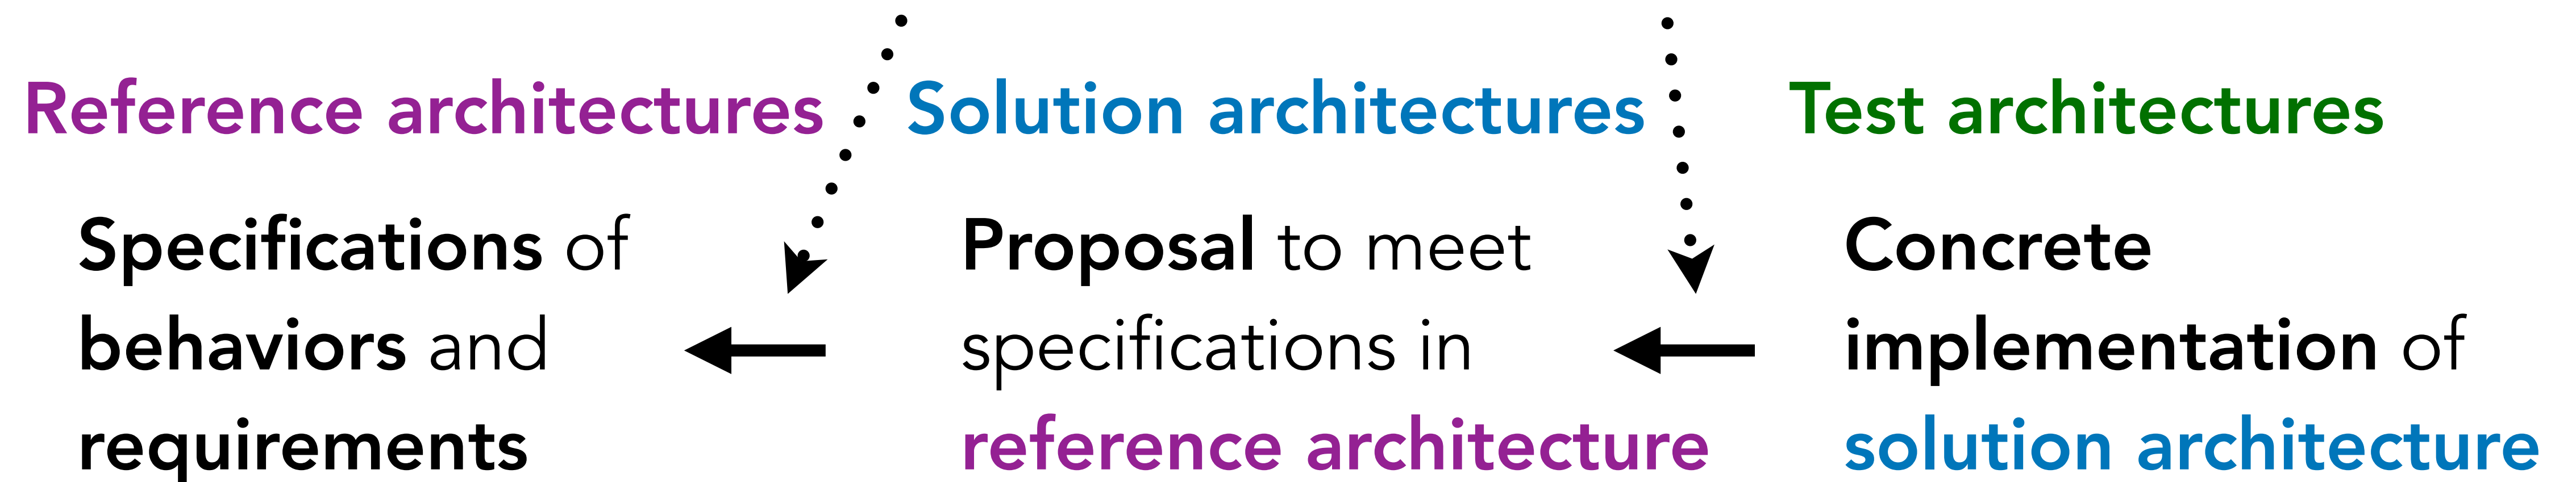 Reference architectures
Specifications of
behaviors and
requirements
Solution architectures
Proposal to meet
specifications in
reference architecture
Test architectures
Concrete
implementation of
solution architecture